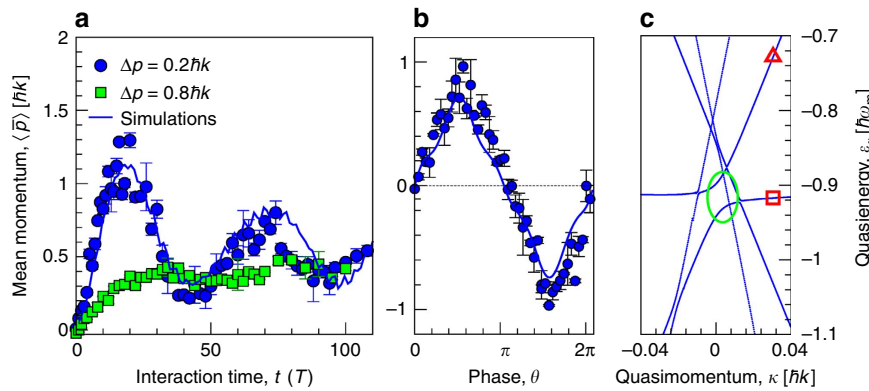 a
b
c
2
1.5
1
0.5
0
Mean momentum, ⟨p̄⟩ [ħk]
Δp = 0.2ħk
Δp = 0.8ħk
Simulations
0
50
100
Interaction time, t (T)
1
0
−1
0
π
2π
Phase, θ
−0.7
−0.8
−0.9
−1
−1.1
−0.04
0
0.04
Quasimomentum, κ [ħk]